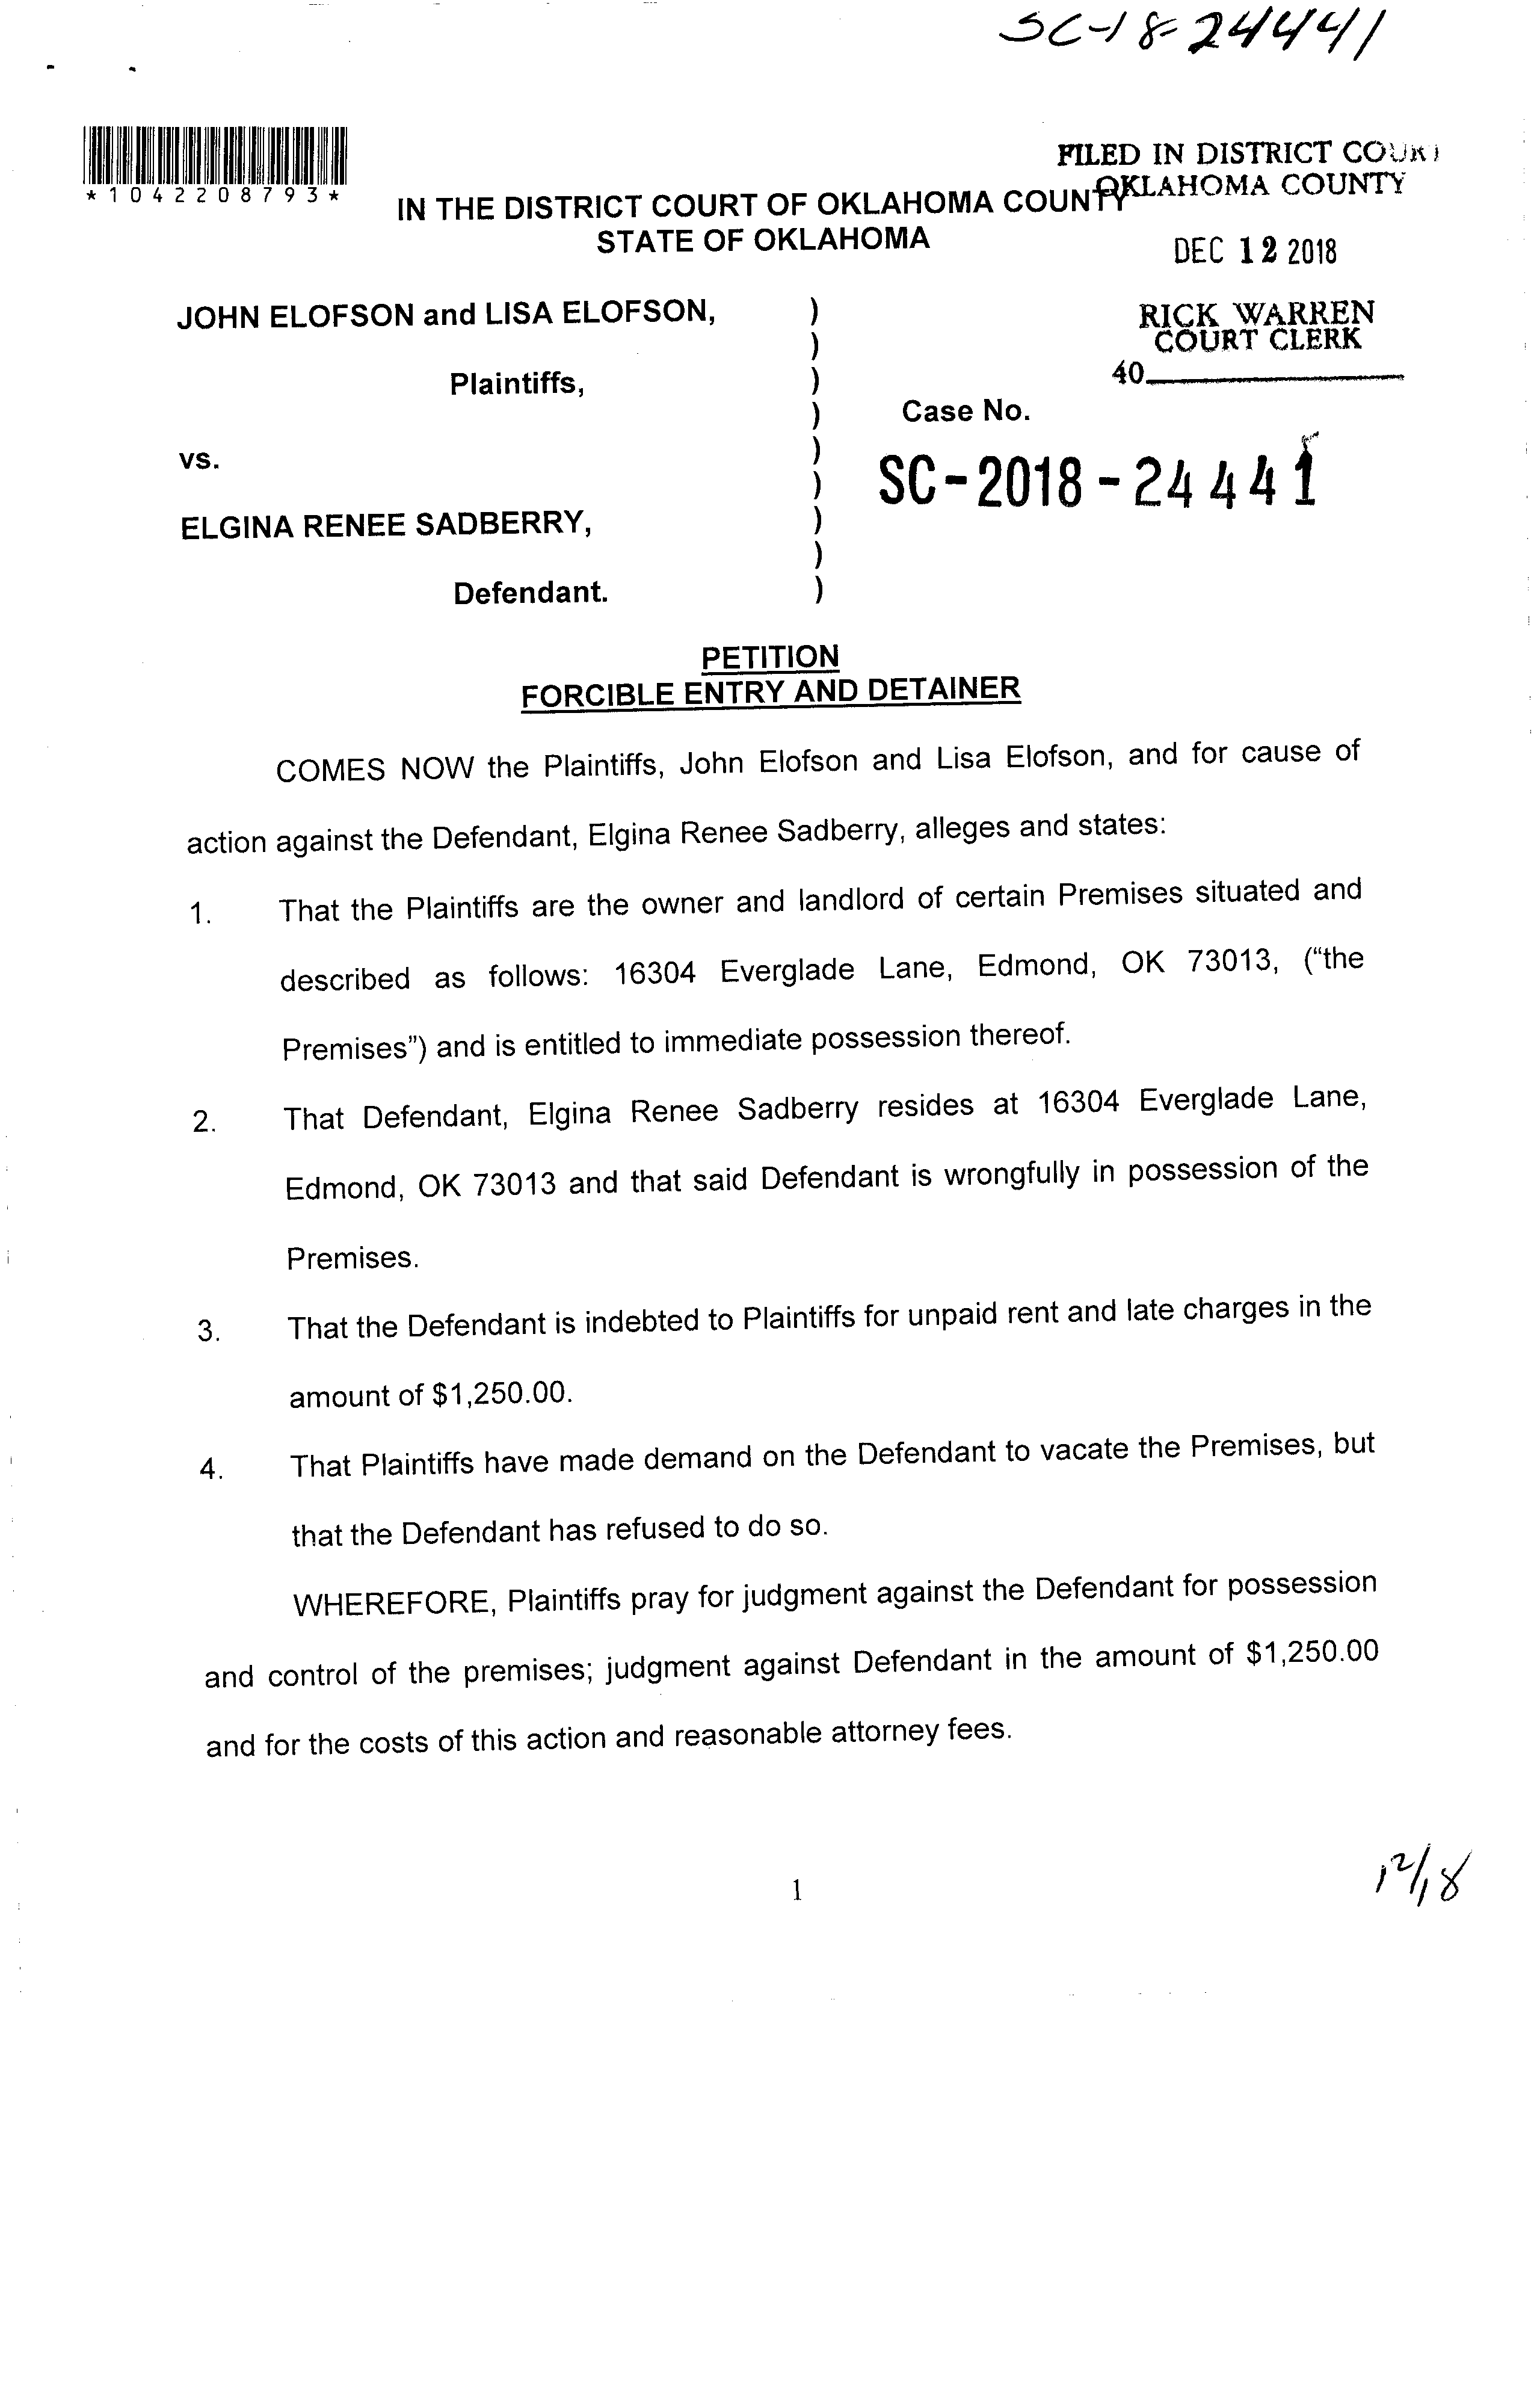 SC-18-24441
*1042208793*
FILED IN DISTRICT COURT
OKLAHOMA COUNTY
IN THE DISTRICT COURT OF OKLAHOMA COUNTY
STATE OF OKLAHOMA
DEC 12 2018
JOHN ELOFSON and LISA ELOFSON, )
RICK WARREN
COURT CLERK
)
Plaintiffs, )
40
) Case No.
vs. )
) SC-2018-24441
ELGINA RENEE SADBERRY, )
)
Defendant. )
PETITION
FORCIBLE ENTRY AND DETAINER
COMES NOW the Plaintiffs, John Elofson and Lisa Elofson, and for cause of
action against the Defendant, Elgina Renee Sadberry, alleges and states:
1. That the Plaintiffs are the owner and landlord of certain Premises situated and
described as follows: 16304 Everglade Lane, Edmond, OK 73013, (“the
Premises”) and is entitled to immediate possession thereof.
2. That Defendant, Elgina Renee Sadberry resides at 16304 Everglade Lane,
Edmond, OK 73013 and that said Defendant is wrongfully in possession of the
Premises.
3. That the Defendant is indebted to Plaintiffs for unpaid rent and late charges in the
amount of $1,250.00.
4. That Plaintiffs have made demand on the Defendant to vacate the Premises, but
that the Defendant has refused to do so.
WHEREFORE, Plaintiffs pray for judgment against the Defendant for possession
and control of the premises; judgment against Defendant in the amount of $1,250.00
and for the costs of this action and reasonable attorney fees.
1
12/18